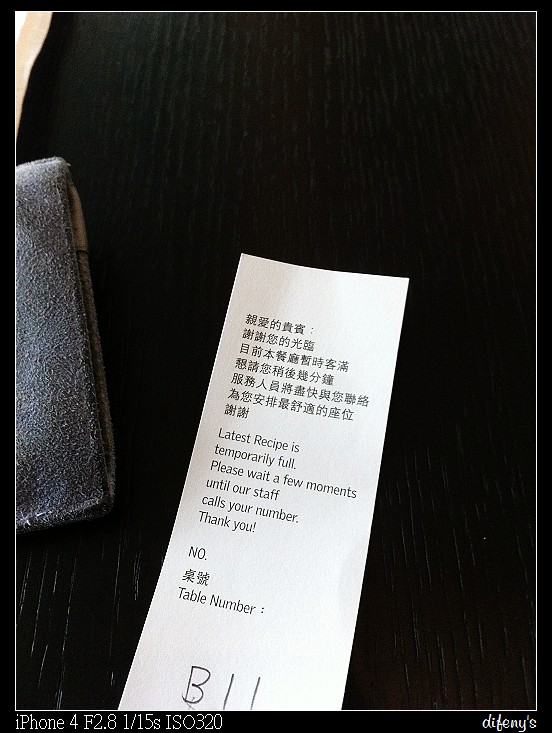 親愛的貴賓：
謝謝您的光臨
目前本餐廳暫時客滿
懇請您稍後幾分鐘
服務人員將盡快與您聯絡
為您安排最舒適的座位
謝謝
Latest Recipe is
temporarily full.
Please wait a few moments
until our staff
calls your number.
Thank you!
NO.
桌號
Table Number：
B11
iPhone 4 F2.8 1/15s ISO320
difeny's